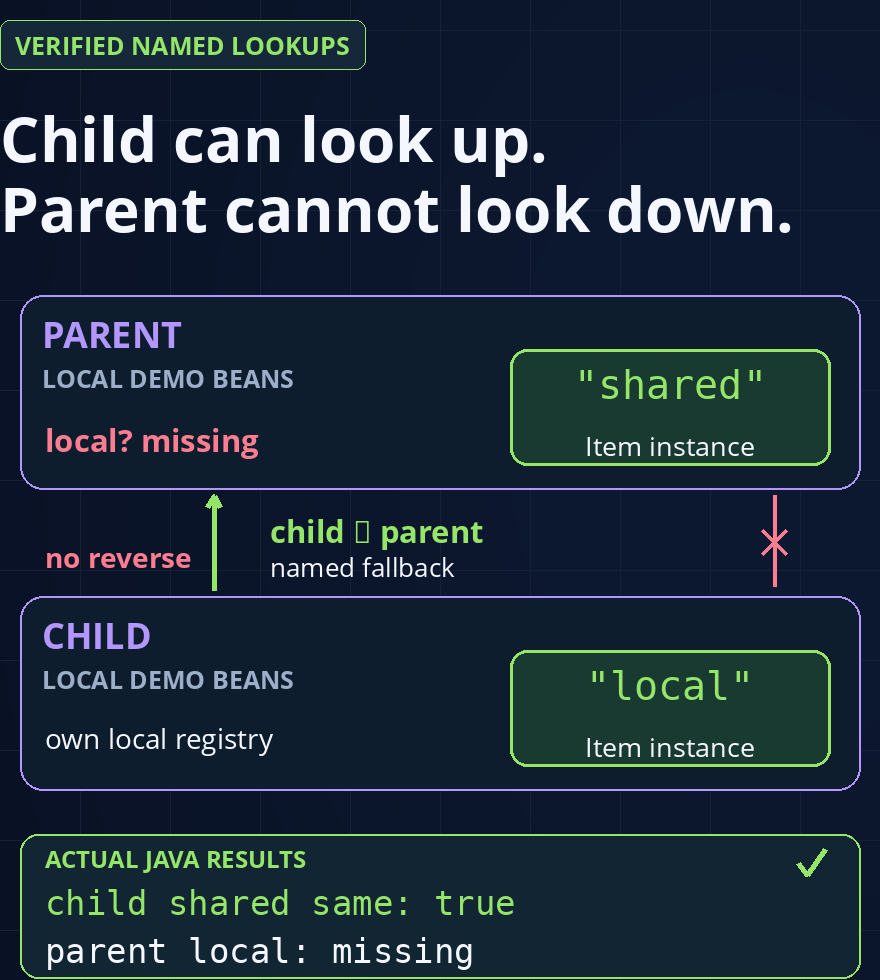 VERIFIED NAMED LOOKUPS
Child can look up.
Parent cannot look down.
PARENT
LOCAL DEMO BEANS
local? missing
"shared"
Item instance
no reverse
child ▯ parent
named fallback
CHILD
LOCAL DEMO BEANS
own local registry
"local"
Item instance
ACTUAL JAVA RESULTS
child shared same: true
parent local: missing